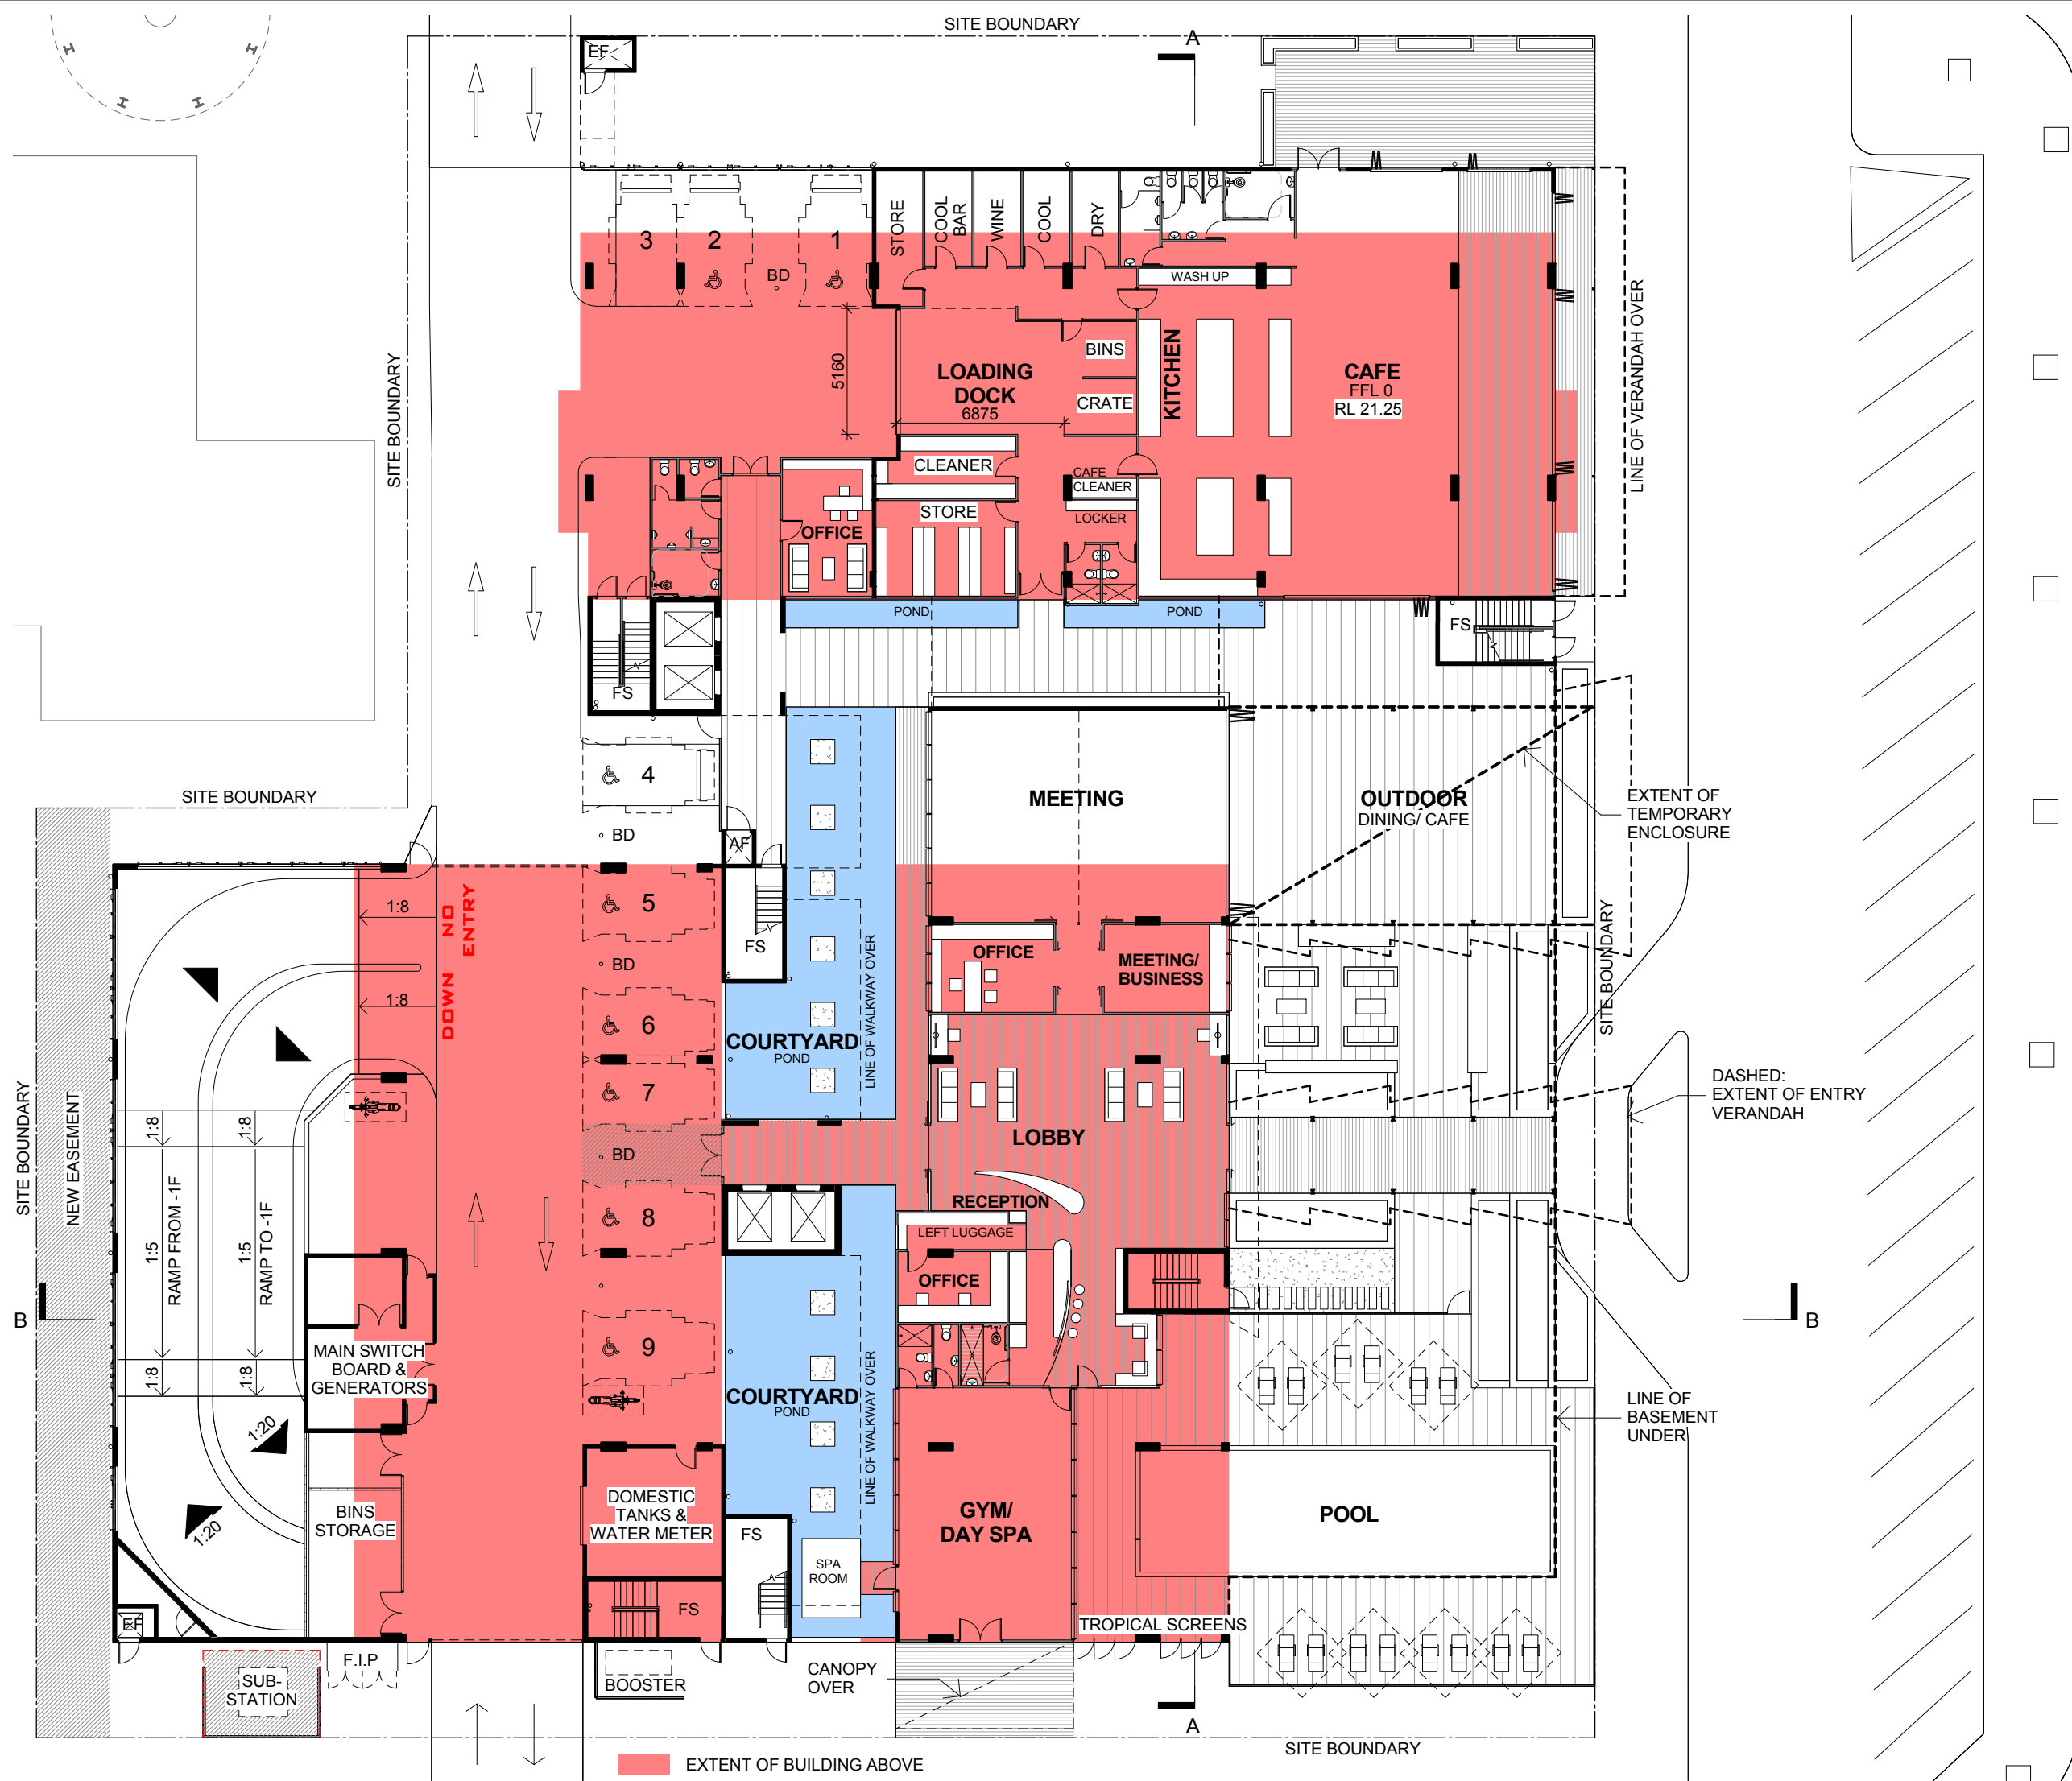 SITE BOUNDARY
A
EF
H
H
H
H
3
2
1
BD
STORE
COOL
BAR
WINE
COOL
DRY
WASH UP
SITE BOUNDARY
5160
LOADING
DOCK
6875
BINS
CRATE
KITCHEN
CAFE
FFL 0
RL 21.25
LINE OF VERANDAH OVER
CLEANER
CAFE
CLEANER
STORE
LOCKER
OFFICE
POND
POND
FS
FS
4
BD
AF
MEETING
OUTDOOR
DINING/ CAFE
EXTENT OF
TEMPORARY
ENCLOSURE
SITE BOUNDARY
1:8
NO
ENTRY
DOWN
1:8
5
BD
6
7
BD
8
9
FS
COURTYARD
POND
LINE OF WALKWAY OVER
OFFICE
MEETING/
BUSINESS
SITE BOUNDARY
DASHED:
EXTENT OF ENTRY
VERANDAH
LOBBY
RECEPTION
LEFT LUGGAGE
OFFICE
SITE BOUNDARY
NEW EASEMENT
1:8
1:8
1:5
RAMP FROM -1F
1:5
RAMP TO -1F
1:8
1:8
B
B
MAIN SWITCH
BOARD &
GENERATORS
1:20
1:20
BINS
STORAGE
COURTYARD
POND
LINE OF WALKWAY OVER
LINE OF
BASEMENT
UNDER
DOMESTIC
TANKS &
WATER METER
FS
FS
SPA
ROOM
GYM/
DAY SPA
POOL
TROPICAL SCREENS
EF
F.I.P
SUB-
STATION
BOOSTER
CANOPY
OVER
A
SITE BOUNDARY
EXTENT OF BUILDING ABOVE